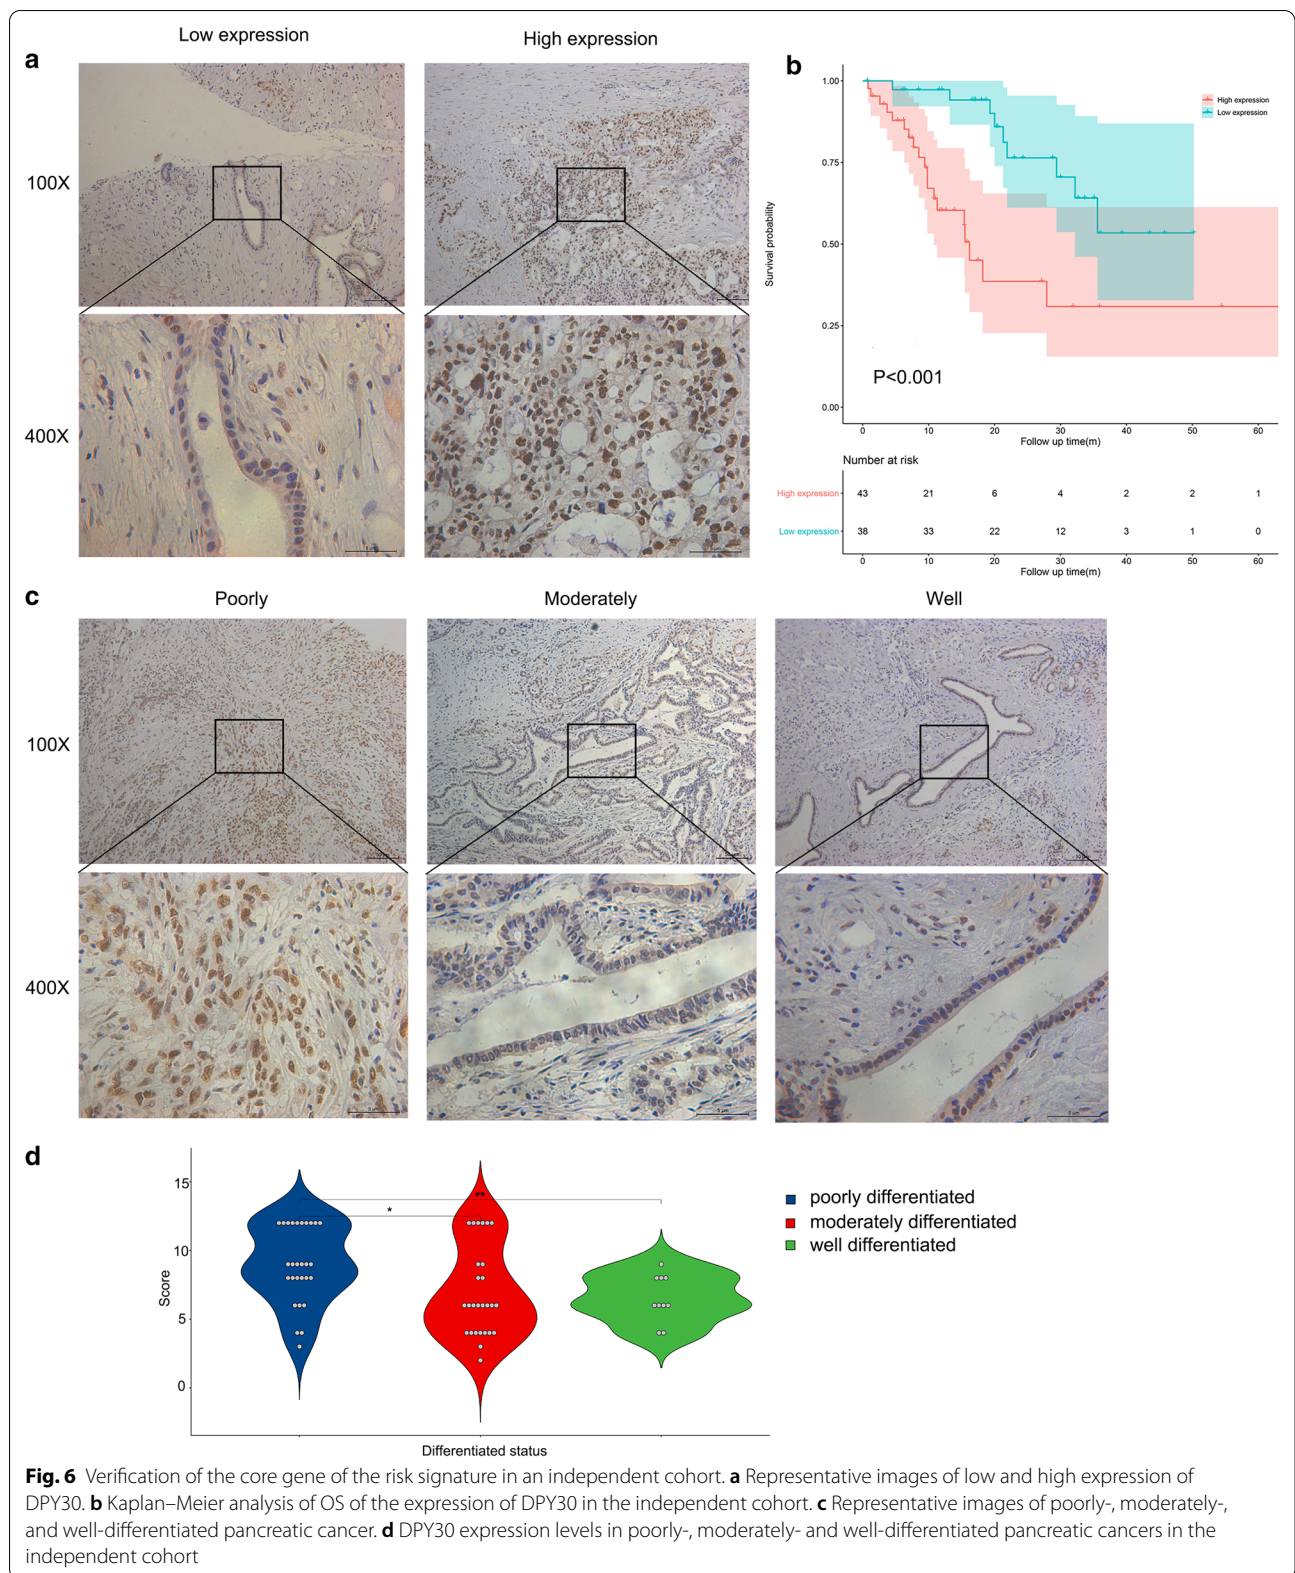 a
Low expression
High expression
100X
400X
b
1.00
0.75
0.50
0.25
0.00
Survival probability
High expression
Low expression
P<0.001
0 10 20 30 40 50 60
Follow up time(m)
Number at risk
High expression 43 21 6 4 2 2 1
Low expression 38 33 22 12 3 1 0
0 10 20 30 40 50 60
Follow up time(m)
c
Poorly Moderately Well
100X
400X
5 μm
5 μm
5 μm
d
15
10
5
0
Score
**
*
Differentiated status
poorly differentiated
moderately differentiated
well differentiated
Fig. 6 Verification of the core gene of the risk signature in an independent cohort. a Representative images of low and high expression of
DPY30. b Kaplan–Meier analysis of OS of the expression of DPY30 in the independent cohort. c Representative images of poorly-, moderately-,
and well-differentiated pancreatic cancer. d DPY30 expression levels in poorly-, moderately- and well-differentiated pancreatic cancers in the
independent cohort